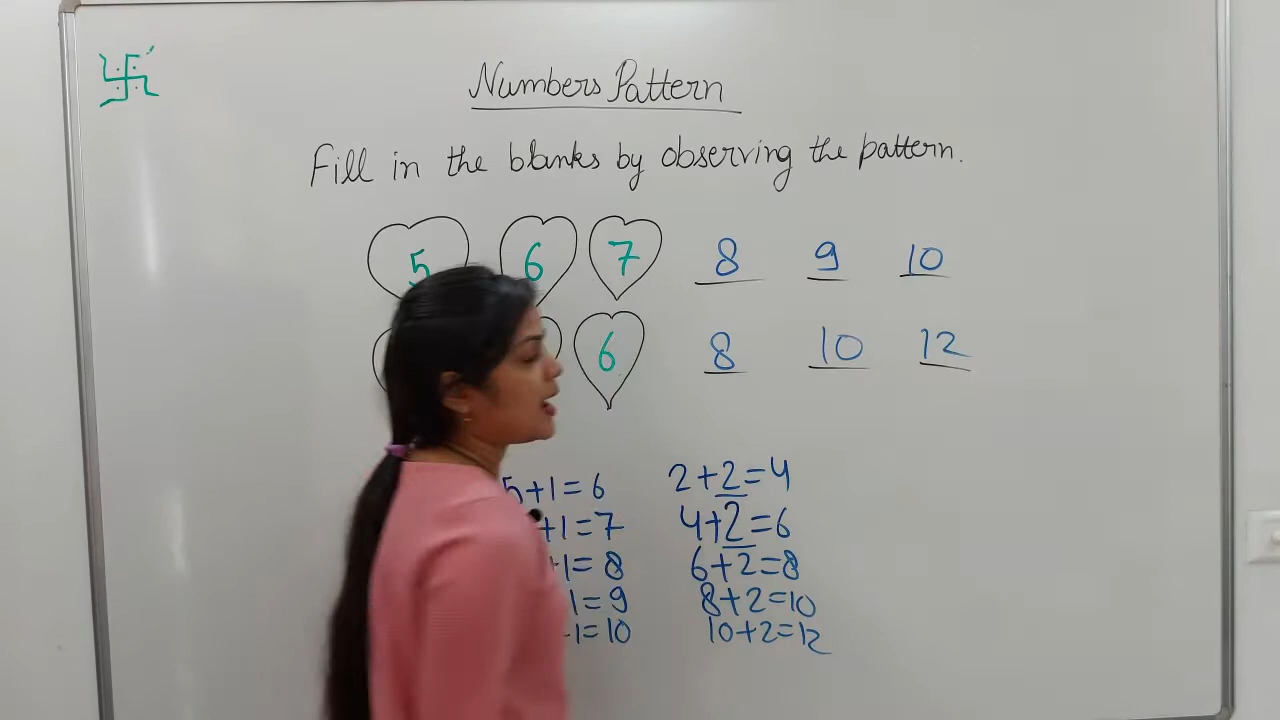 Numbers Pattern
Fill in the blanks by observing the pattern.
5 6 7 8 9 10
6 8 10 12
5+1=6 2+2=4
+1=7 4+2=6
+1=8 6+2=8
1=9 8+2=10
-1=10 10+2=12